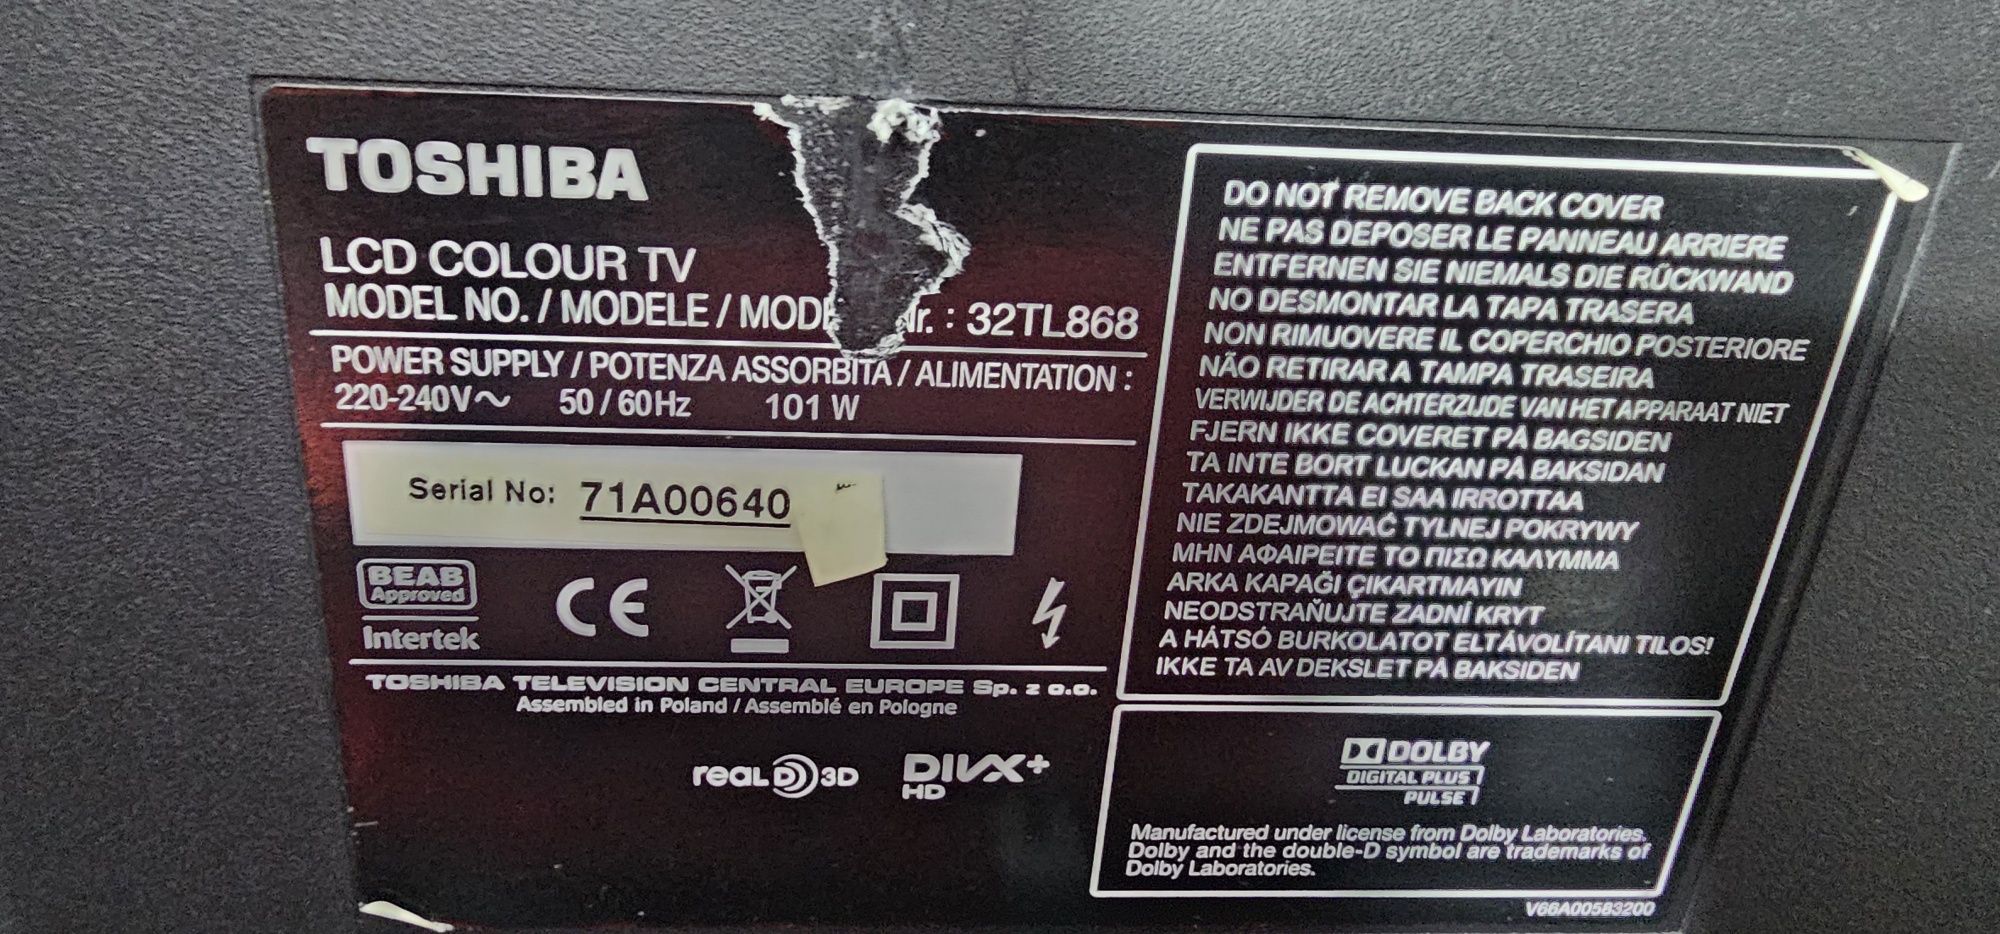 TOSHIBA
LCD COLOUR TV
MODEL NO. / MODELE / MODE r. : 32TL868
POWER SUPPLY / POTENZA ASSORBITA / ALIMENTATION :
220-240V～ 50 / 60Hz 101 W
Serial No: 71A00640
BEAB
Approved
Intertek
CE
TOSHIBA TELEVISION CENTRAL EUROPE Sp. z o.o.
Assembled in Poland / Assemblé en Pologne
REAL D 3D
DIVX+
HD
DO NOT REMOVE BACK COVER
NE PAS DEPOSER LE PANNEAU ARRIERE
ENTFERNEN SIE NIEMALS DIE RÜCKWAND
NO DESMONTAR LA TAPA TRASERA
NON RIMUOVERE IL COPERCHIO POSTERIORE
NÃO RETIRAR A TAMPA TRASEIRA
VERWIJDER DE ACHTERZIJDE VAN HET APPARAAT NIET
FJERN IKKE COVERET PÅ BAGSIDEN
TA INTE BORT LUCKAN PÅ BAKSIDAN
TAKAKANTTA EI SAA IRROTTAA
NIE ZDEJMOWAĆ TYLNEJ POKRYWY
ΜΗΝ ΑΦΑΙΡΕΙΤΕ ΤΟ ΠΙΣΩ ΚΑΛΥΜΜΑ
ARKA KAPAĞI ÇIKARTMAYIN
NEODSTRAŇUJTE ZADNÍ KRYT
A HÁTSÓ BURKOLATOT ELTÁVOLÍTANI TILOS!
IKKE TA AV DEKSLET PÅ BAKSIDEN
DOLBY
DIGITAL PLUS
PULSE
Manufactured under license from Dolby Laboratories.
Dolby and the double-D symbol are trademarks of
Dolby Laboratories.
V66A00583200